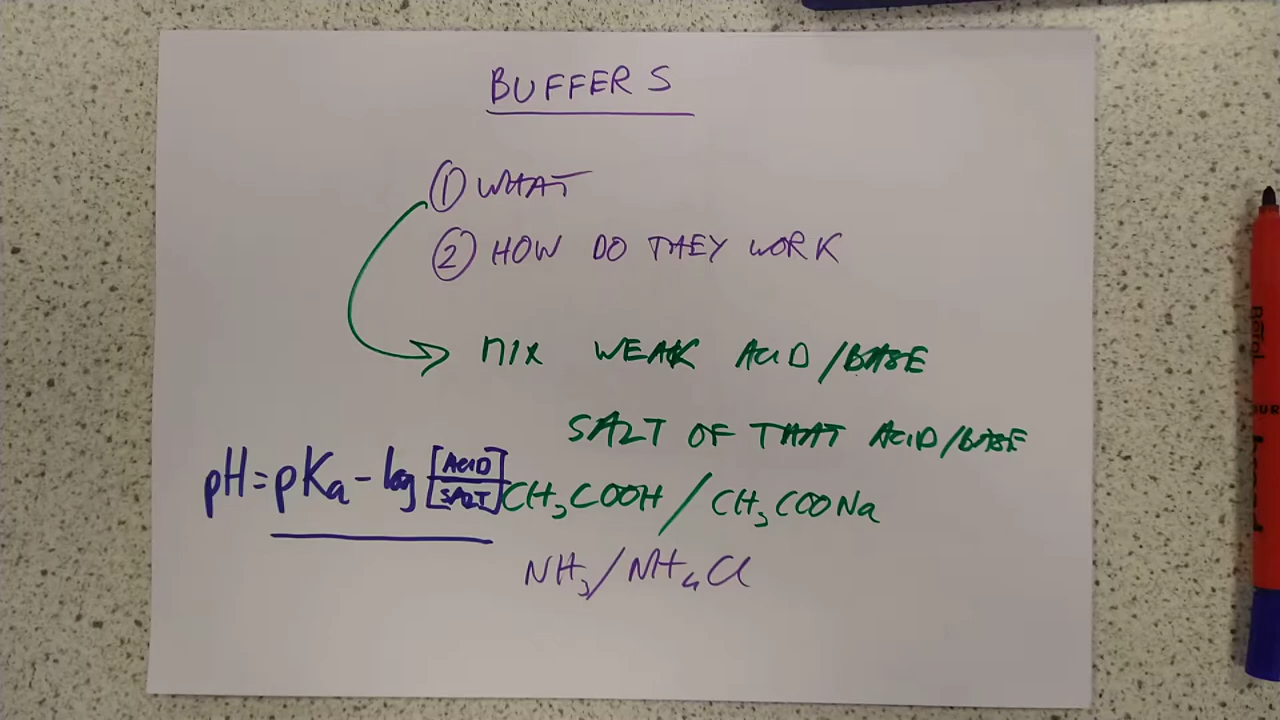 BUFFERS
① WHAT
② HOW DO THEY WORK
MIX WEAK ACID/BASE
SALT OF THAT ACID/BASE
pH = pKa - log [ACID]/[SALT]
CH₃COOH / CH₃COONa
NH₃/NH₄Cl